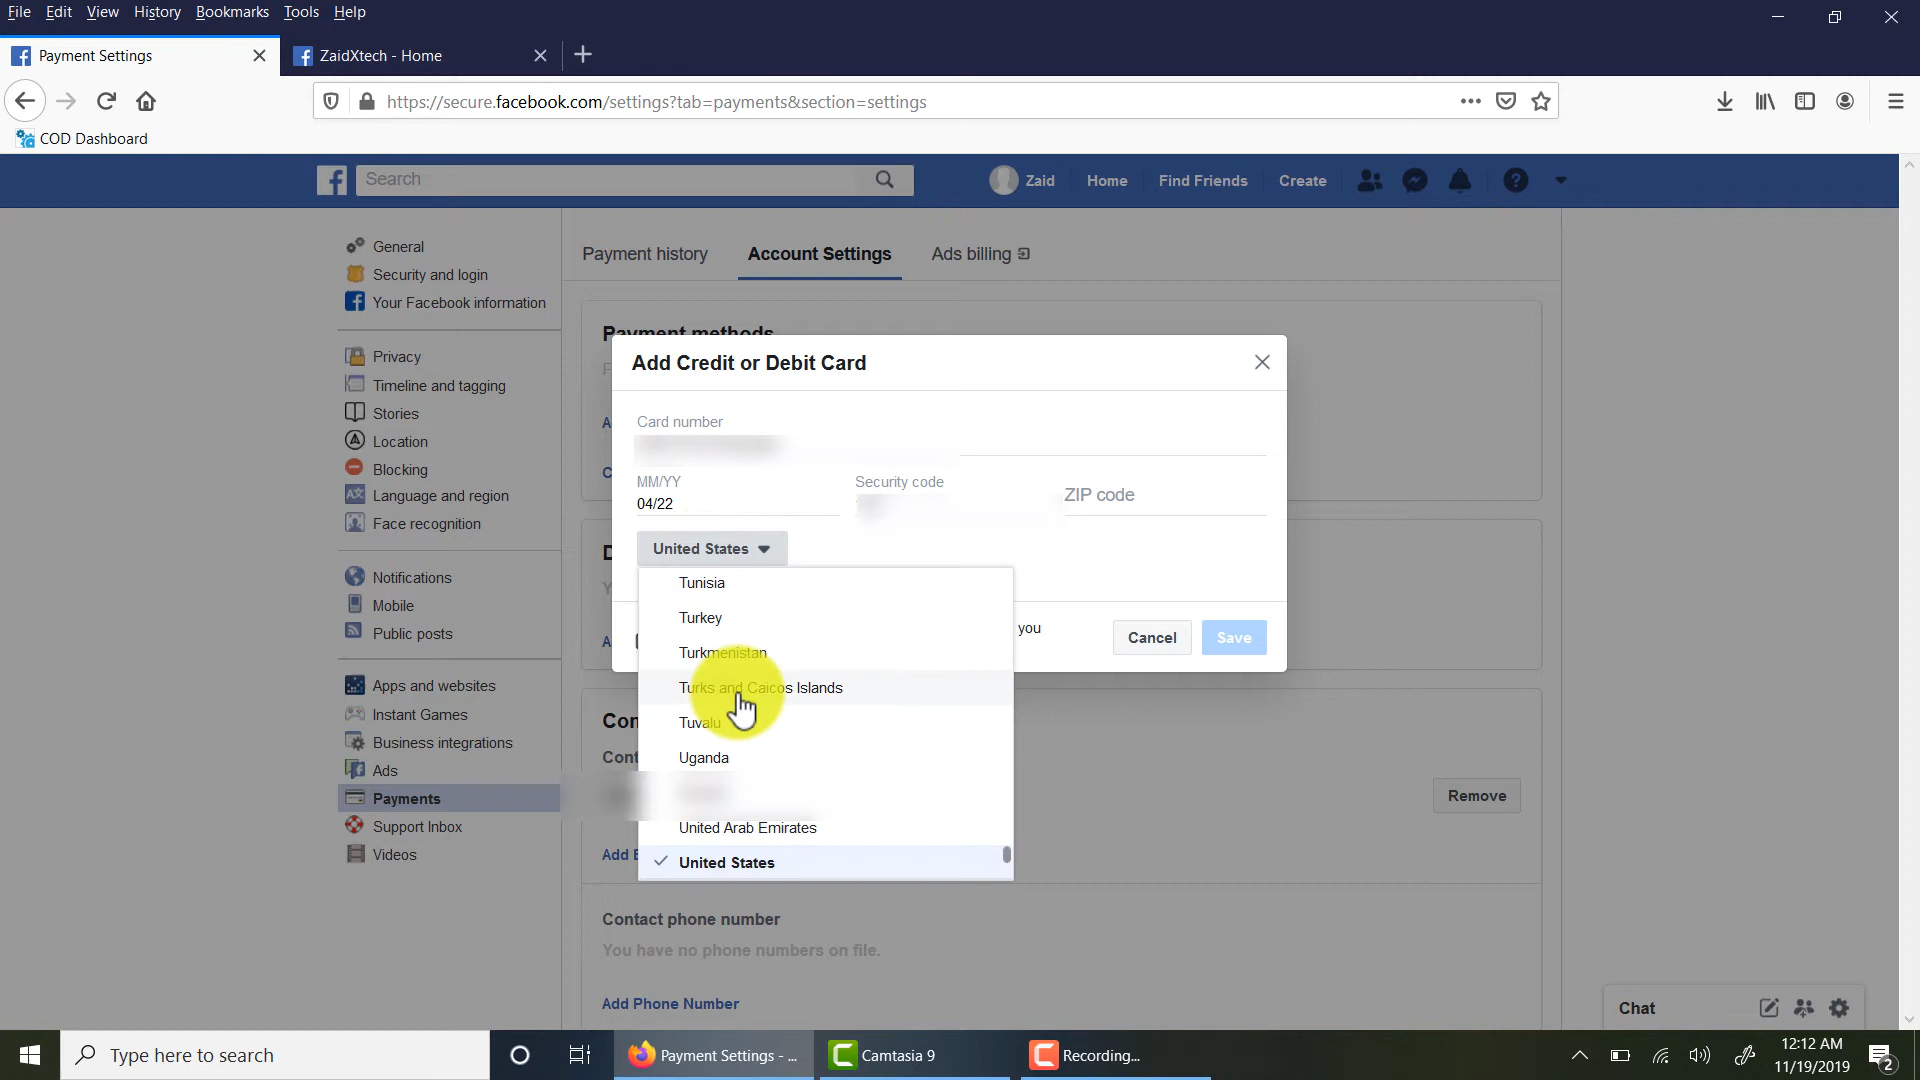 File Edit View History Bookmarks Tools Help
Payment Settings
ZaidXtech - Home
https://secure.facebook.com/settings?tab=payments&section=settings
COD Dashboard
Search
Zaid
Home
Find Friends
Create
General
Security and login
Your Facebook information
Privacy
Timeline and tagging
Stories
Location
Blocking
Language and region
Face recognition
Notifications
Mobile
Public posts
Apps and websites
Instant Games
Business integrations
Ads
Payments
Support Inbox
Videos
Payment history
Account Settings
Ads billing
Payment methods
Add Credit or Debit Card
Card number
MM/YY
04/22
Security code
ZIP code
United States
Tunisia
Turkey
Turkmenistan
Turks and Caicos Islands
Tuvalu
Uganda
United Arab Emirates
United States
you
Cancel
Save
Remove
Contact phone number
You have no phone numbers on file.
Add Phone Number
Chat
Type here to search
Payment Settings - ...
Camtasia 9
Recording...
12:12 AM
11/19/2019
2